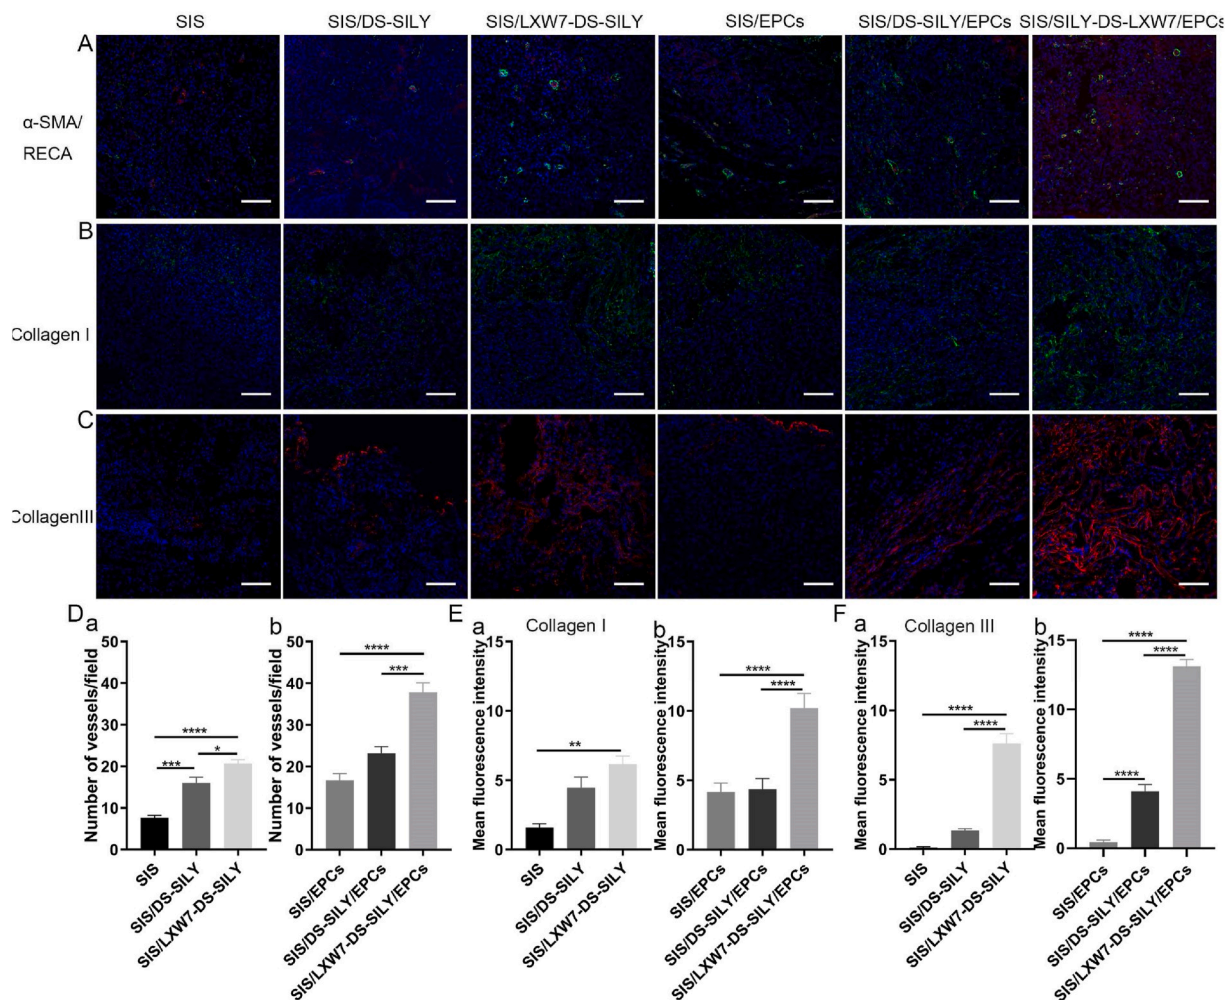 SIS SIS/DS-SILY SIS/LXW7-DS-SILY SIS/EPCs SIS/DS-SILY/EPCs SIS/SILY-DS-LXW7/EPCs
A
α-SMA/
RECA
B
Collagen I
C
CollagenIII
D a
Number of vessels/field
50
40
30
20
10
0
****
***
*
SIS
SIS/DS-SILY
SIS/LXW7-DS-SILY
b
Number of vessels/field
50
40
30
20
10
0
****
***
SIS/EPCs
SIS/DS-SILY/EPCs
SIS/LXW7-DS-SILY/EPCs
E a
Collagen I
Mean fluorescence intensity
15
10
5
0
**
SIS
SIS/DS-SILY
SIS/LXW7-DS-SILY
b
Mean fluorescence intensity
15
10
5
0
****
****
SIS/EPCs
SIS/DS-SILY/EPCs
SIS/LXW7-DS-SILY/EPCs
F a
Collagen III
Mean fluorescence intensity
15
10
5
0
****
****
SIS
SIS/DS-SILY
SIS/LXW7-DS-SILY
b
Mean fluorescence intensity
15
10
5
0
****
****
****
SIS/EPCs
SIS/DS-SILY/EPCs
SIS/LXW7-DS-SILY/EPCs